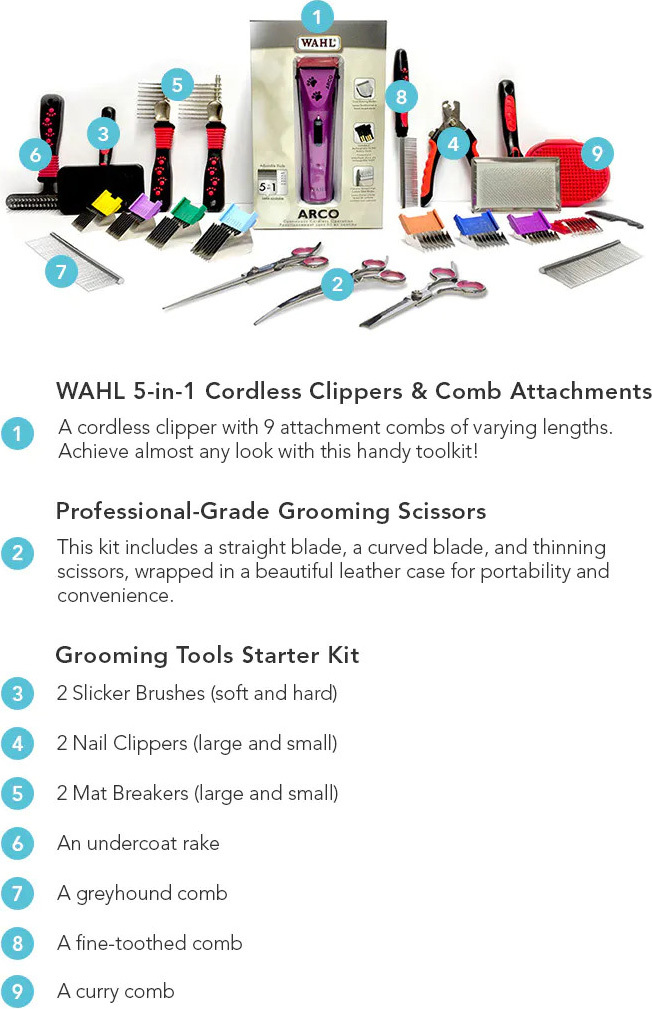 1
WAHL
5
8
3
ARCO
4
6
9
5 in 1
WAHL
ARCO
7
2
WAHL 5-in-1 Cordless Clippers & Comb Attachments
1
A cordless clipper with 9 attachment combs of varying lengths.
Achieve almost any look with this handy toolkit!
Professional-Grade Grooming Scissors
2
This kit includes a straight blade, a curved blade, and thinning
scissors, wrapped in a beautiful leather case for portability and
convenience.
Grooming Tools Starter Kit
3 2 Slicker Brushes (soft and hard)
4 2 Nail Clippers (large and small)
5 2 Mat Breakers (large and small)
6 An undercoat rake
7 A greyhound comb
8 A fine-toothed comb
9 A curry comb